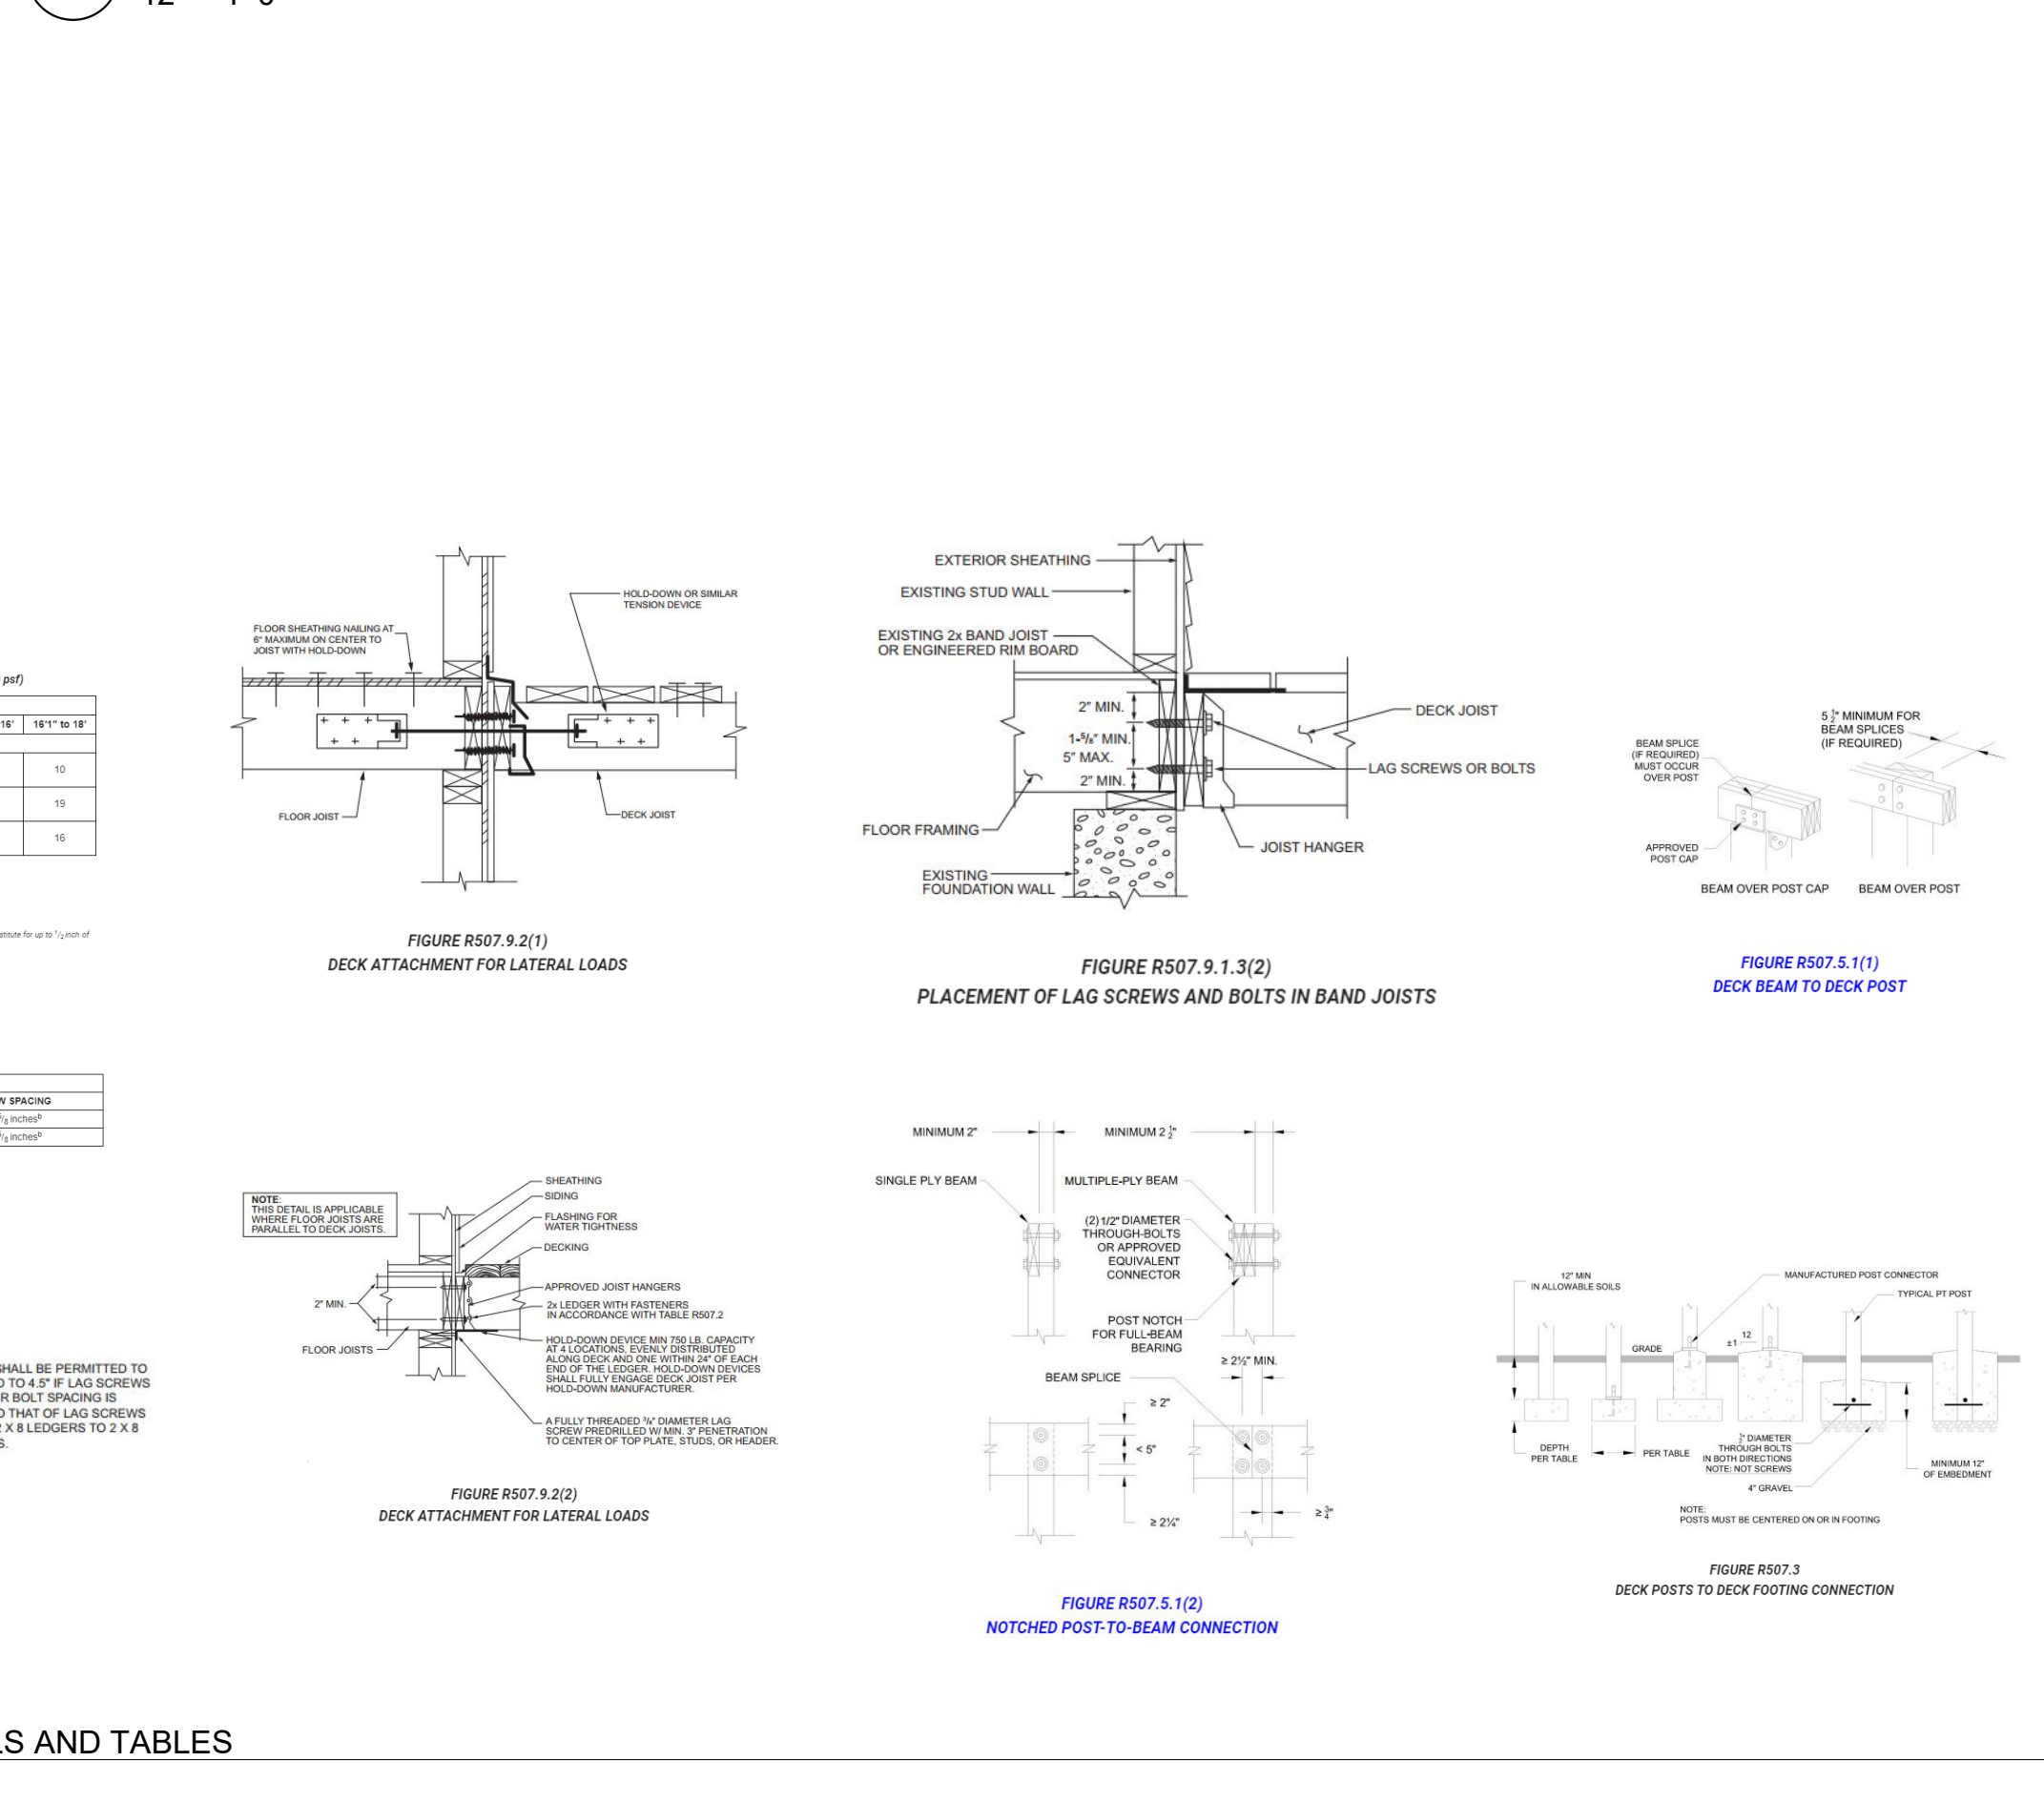 psf)
16'
16'1" to 18'
10
19
16
stitute for up to 1/2 inch of
W SPACING
5/8 inchesb
5/8 inchesb
SHALL BE PERMITTED TO
D TO 4.5" IF LAG SCREWS
R BOLT SPACING IS
O THAT OF LAG SCREWS
2 X 8 LEDGERS TO 2 X 8
S.
FLOOR SHEATHING NAILING AT
6" MAXIMUM ON CENTER TO
JOIST WITH HOLD-DOWN
HOLD-DOWN OR SIMILAR
TENSION DEVICE
FLOOR JOIST
DECK JOIST
FIGURE R507.9.2(1)
DECK ATTACHMENT FOR LATERAL LOADS
EXTERIOR SHEATHING
EXISTING STUD WALL
EXISTING 2x BAND JOIST
OR ENGINEERED RIM BOARD
2" MIN.
1-5/8" MIN.
5" MAX.
2" MIN.
DECK JOIST
LAG SCREWS OR BOLTS
FLOOR FRAMING
JOIST HANGER
EXISTING
FOUNDATION WALL
FIGURE R507.9.1.3(2)
PLACEMENT OF LAG SCREWS AND BOLTS IN BAND JOISTS
5 1/2" MINIMUM FOR
BEAM SPLICES
(IF REQUIRED)
BEAM SPLICE
(IF REQUIRED)
MUST OCCUR
OVER POST
APPROVED
POST CAP
BEAM OVER POST CAP
BEAM OVER POST
FIGURE R507.5.1(1)
DECK BEAM TO DECK POST
NOTE:
THIS DETAIL IS APPLICABLE
WHERE FLOOR JOISTS ARE
PARALLEL TO DECK JOISTS.
SHEATHING
SIDING
FLASHING FOR
WATER TIGHTNESS
DECKING
APPROVED JOIST HANGERS
2" MIN.
2x LEDGER WITH FASTENERS
IN ACCORDANCE WITH TABLE R507.2
FLOOR JOISTS
HOLD-DOWN DEVICE MIN 750 LB. CAPACITY
AT 4 LOCATIONS, EVENLY DISTRIBUTED
ALONG DECK AND ONE WITHIN 24" OF EACH
END OF THE LEDGER. HOLD-DOWN DEVICES
SHALL FULLY ENGAGE DECK JOIST PER
HOLD-DOWN MANUFACTURER.
A FULLY THREADED 3/8" DIAMETER LAG
SCREW PREDRILLED W/ MIN. 3" PENETRATION
TO CENTER OF TOP PLATE, STUDS, OR HEADER.
FIGURE R507.9.2(2)
DECK ATTACHMENT FOR LATERAL LOADS
MINIMUM 2"
MINIMUM 2 1/2"
SINGLE PLY BEAM
MULTIPLE-PLY BEAM
(2) 1/2" DIAMETER
THROUGH-BOLTS
OR APPROVED
EQUIVALENT
CONNECTOR
POST NOTCH
FOR FULL-BEAM
BEARING
≥ 2½" MIN.
BEAM SPLICE
≥ 2"
< 5"
≥ 2¼"
≥ 3/4"
FIGURE R507.5.1(2)
NOTCHED POST-TO-BEAM CONNECTION
12" MIN
IN ALLOWABLE SOILS
MANUFACTURED POST CONNECTOR
TYPICAL PT POST
GRADE
12
±1
DEPTH
PER TABLE
PER TABLE
1/2" DIAMETER
THROUGH BOLTS
IN BOTH DIRECTIONS
NOTE: NOT SCREWS
4" GRAVEL
MINIMUM 12"
OF EMBEDMENT
NOTE:
POSTS MUST BE CENTERED ON OR IN FOOTING
FIGURE R507.3
DECK POSTS TO DECK FOOTING CONNECTION
LS AND TABLES